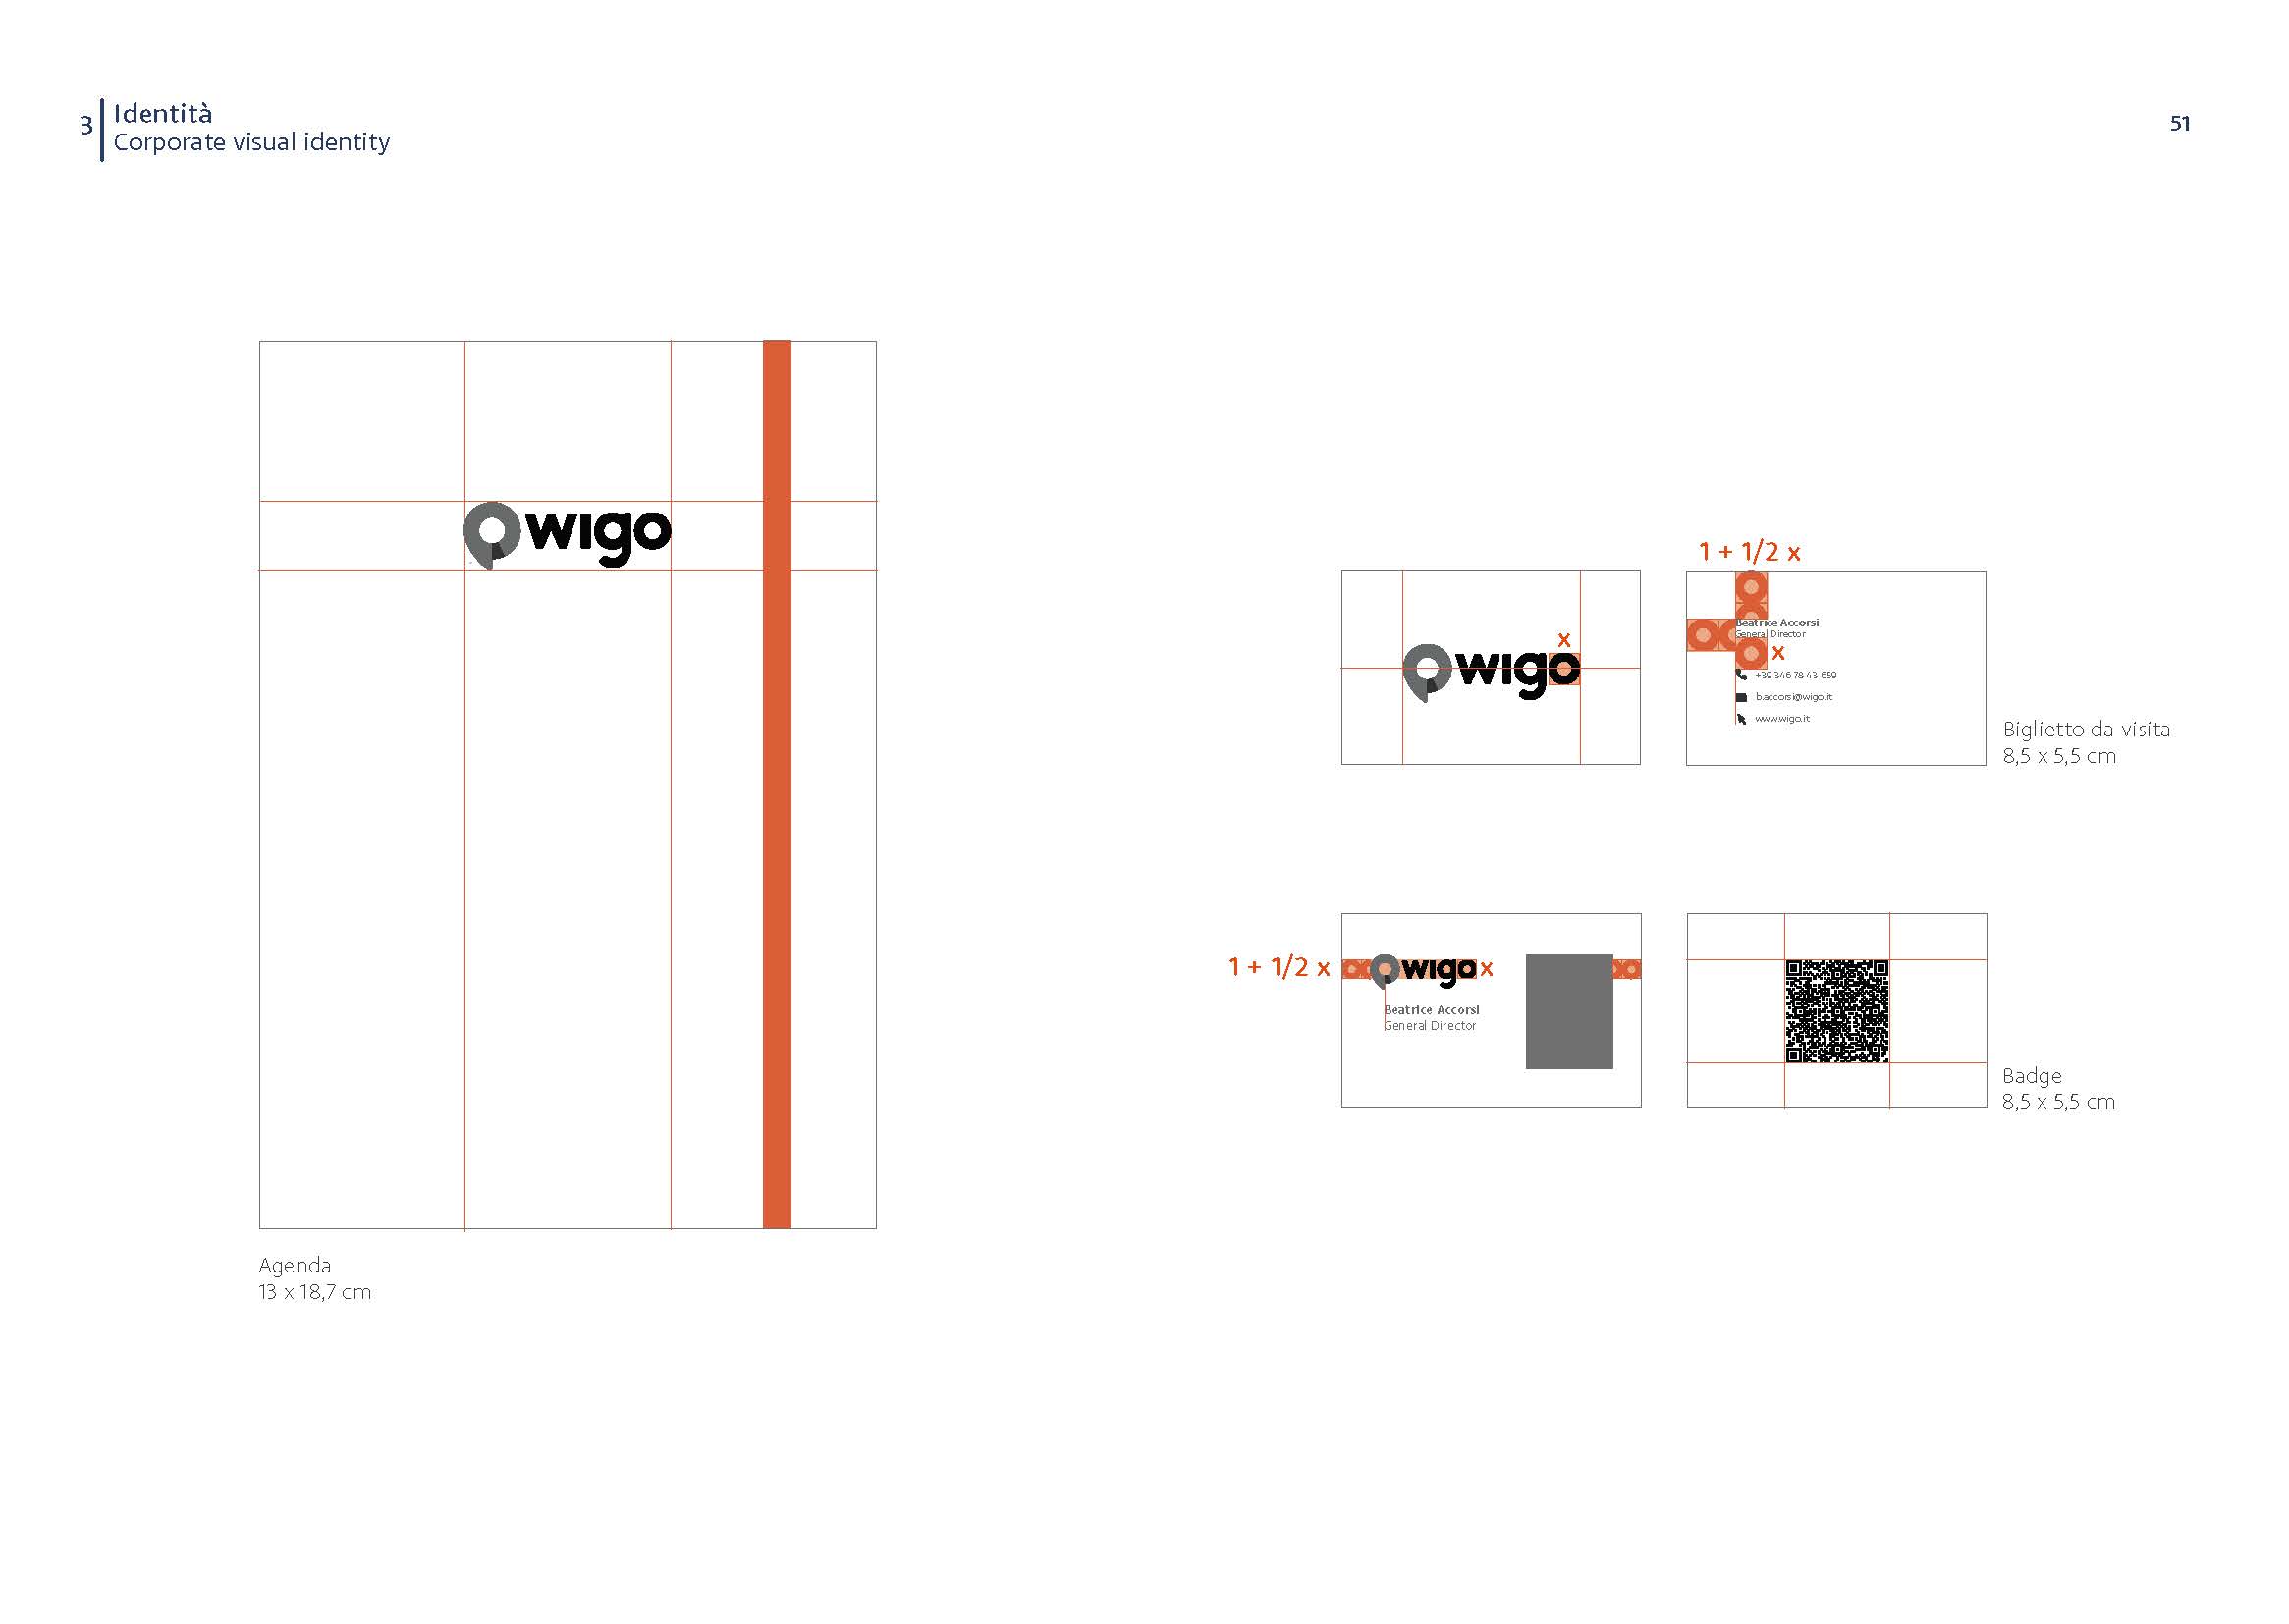 3
Identità
Corporate visual identity
51
wigo
Agenda
13 x 18,7 cm
x
wigo
1 + 1/2 x
Beatrice Accorsi
General Director
x
+39 346 78 43 659
b.accorsi@wigo.it
www.wigo.it
Biglietto da visita
8,5 x 5,5 cm
1 + 1/2 x
wigo x
Beatrice Accorsi
General Director
Badge
8,5 x 5,5 cm